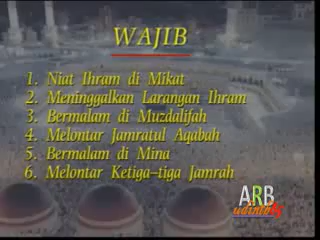 WAJIB
1. Niat Ihram di Mikat
2. Meninggalkan Larangan Ihram
3. Bermalam di Muzdalifah
4. Melontar Jamratul Aqabah
5. Bermalam di Mina
6. Melontar Ketiga-tiga Jamrah
ARB